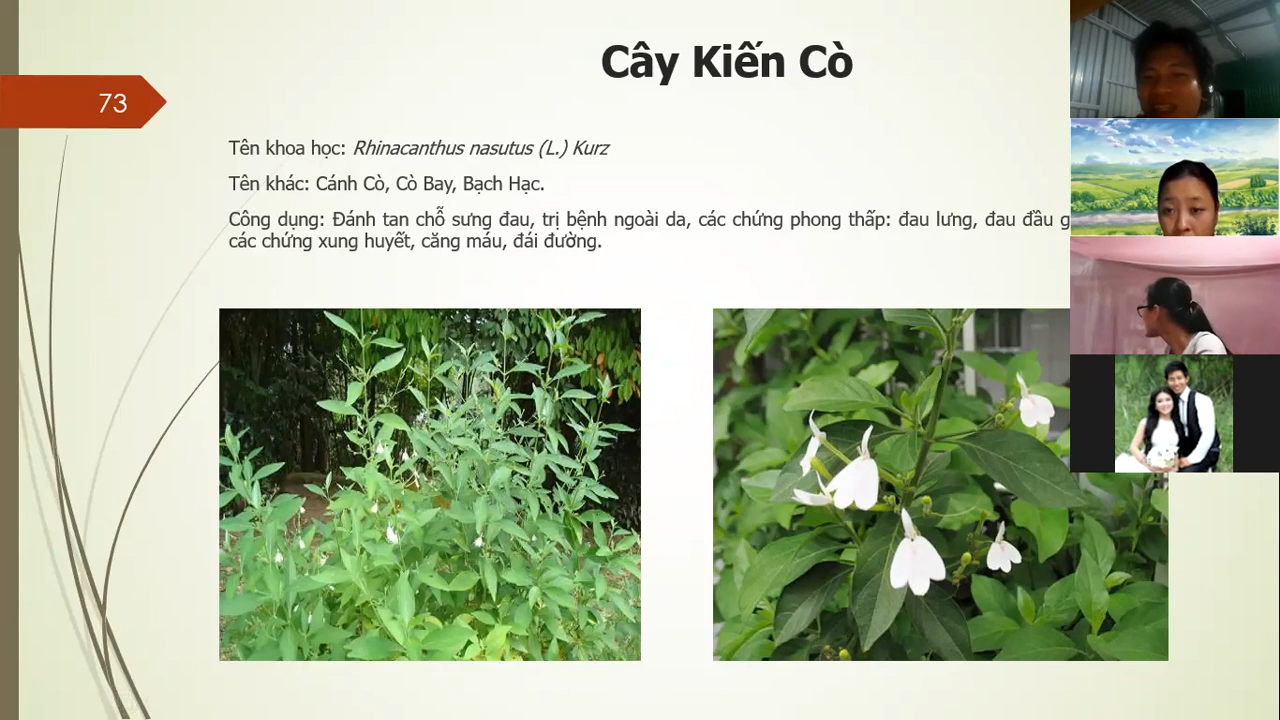 Cây Kiến Cò
73
Tên khoa học: Rhinacanthus nasutus (L.) Kurz
Tên khác: Cánh Cò, Cò Bay, Bạch Hạc.
Công dụng: Đánh tan chỗ sưng đau, trị bệnh ngoài da, các chứng phong thấp: đau lưng, đau đầu
các chứng xung huyết, căng máu, đái đường.